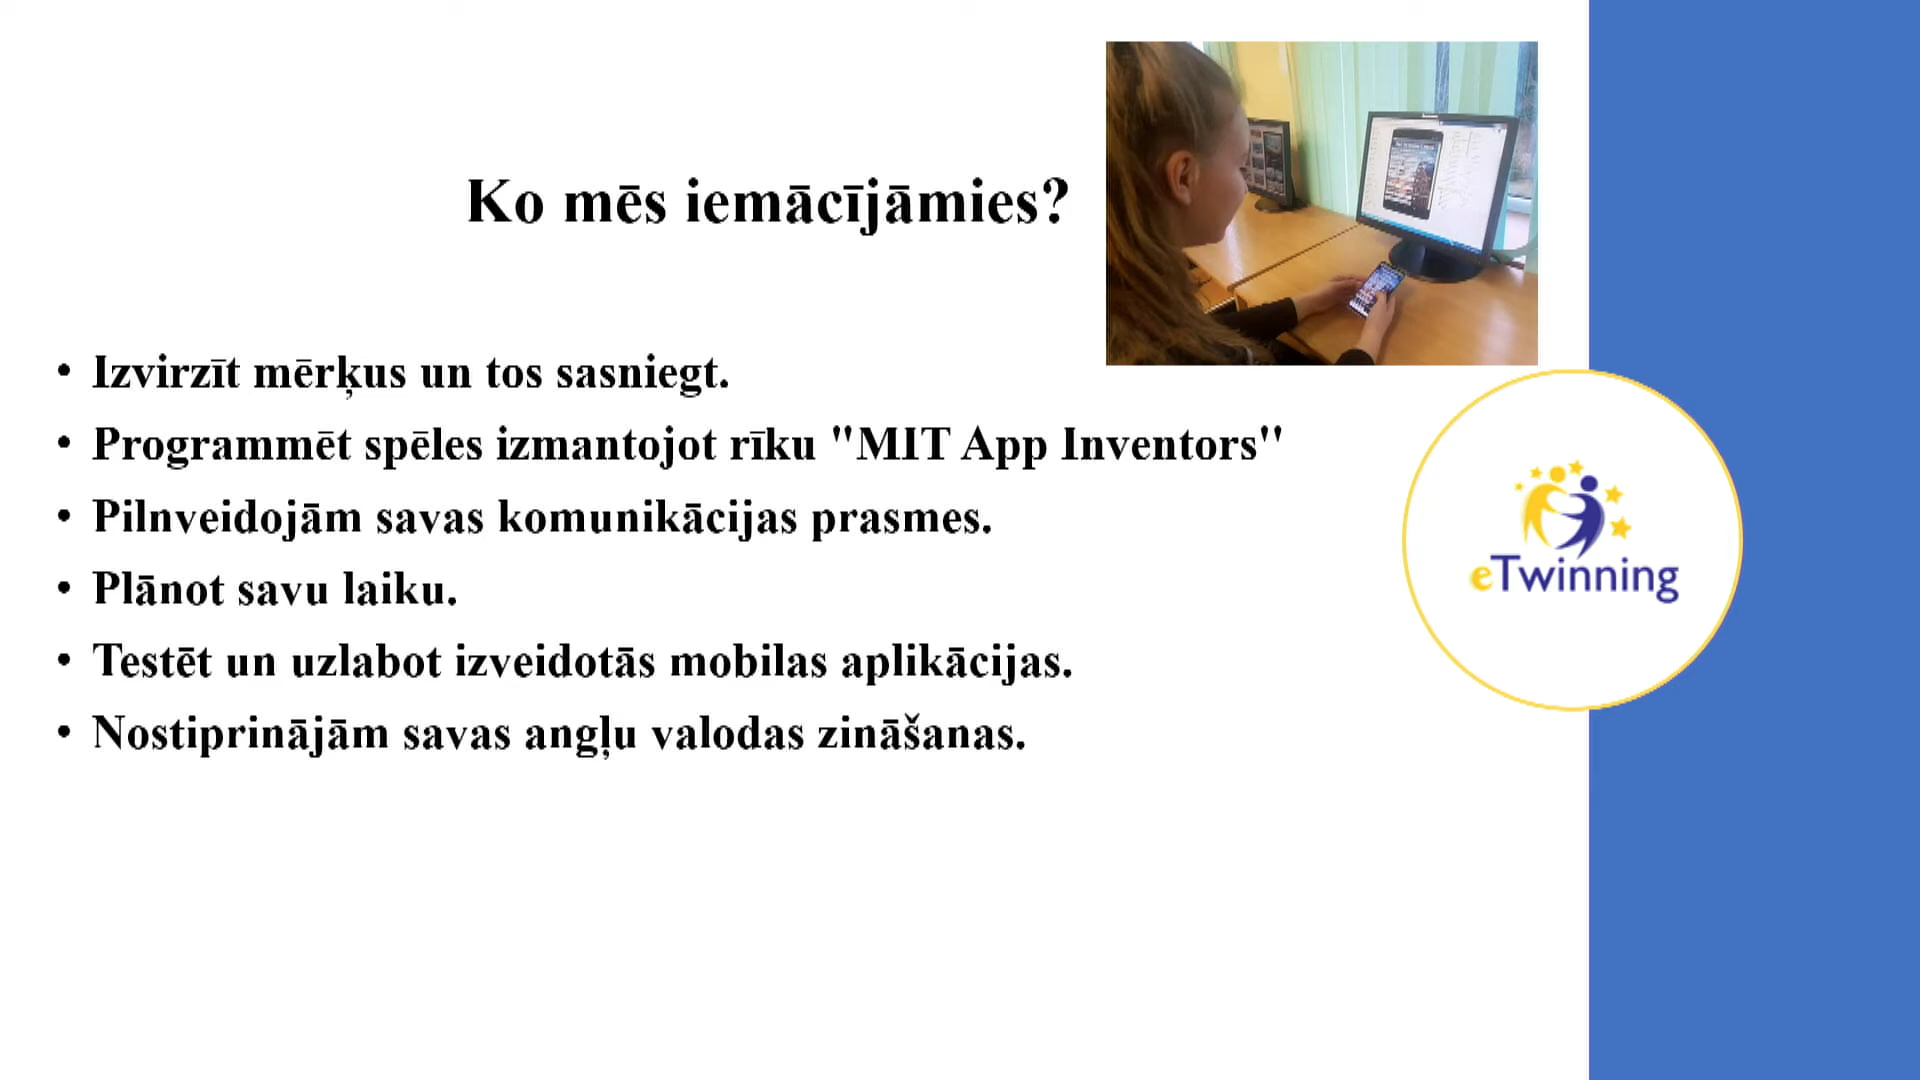 Ko mēs iemācījāmies?
• Izvirzīt mērķus un tos sasniegt.
• Programmēt spēles izmantojot rīku "MIT App Inventors"
• Pilnveidojām savas komunikācijas prasmes.
• Plānot savu laiku.
• Testēt un uzlabot izveidotās mobilas aplikācijas.
• Nostiprinājām savas angļu valodas zināšanas.
eTwinning